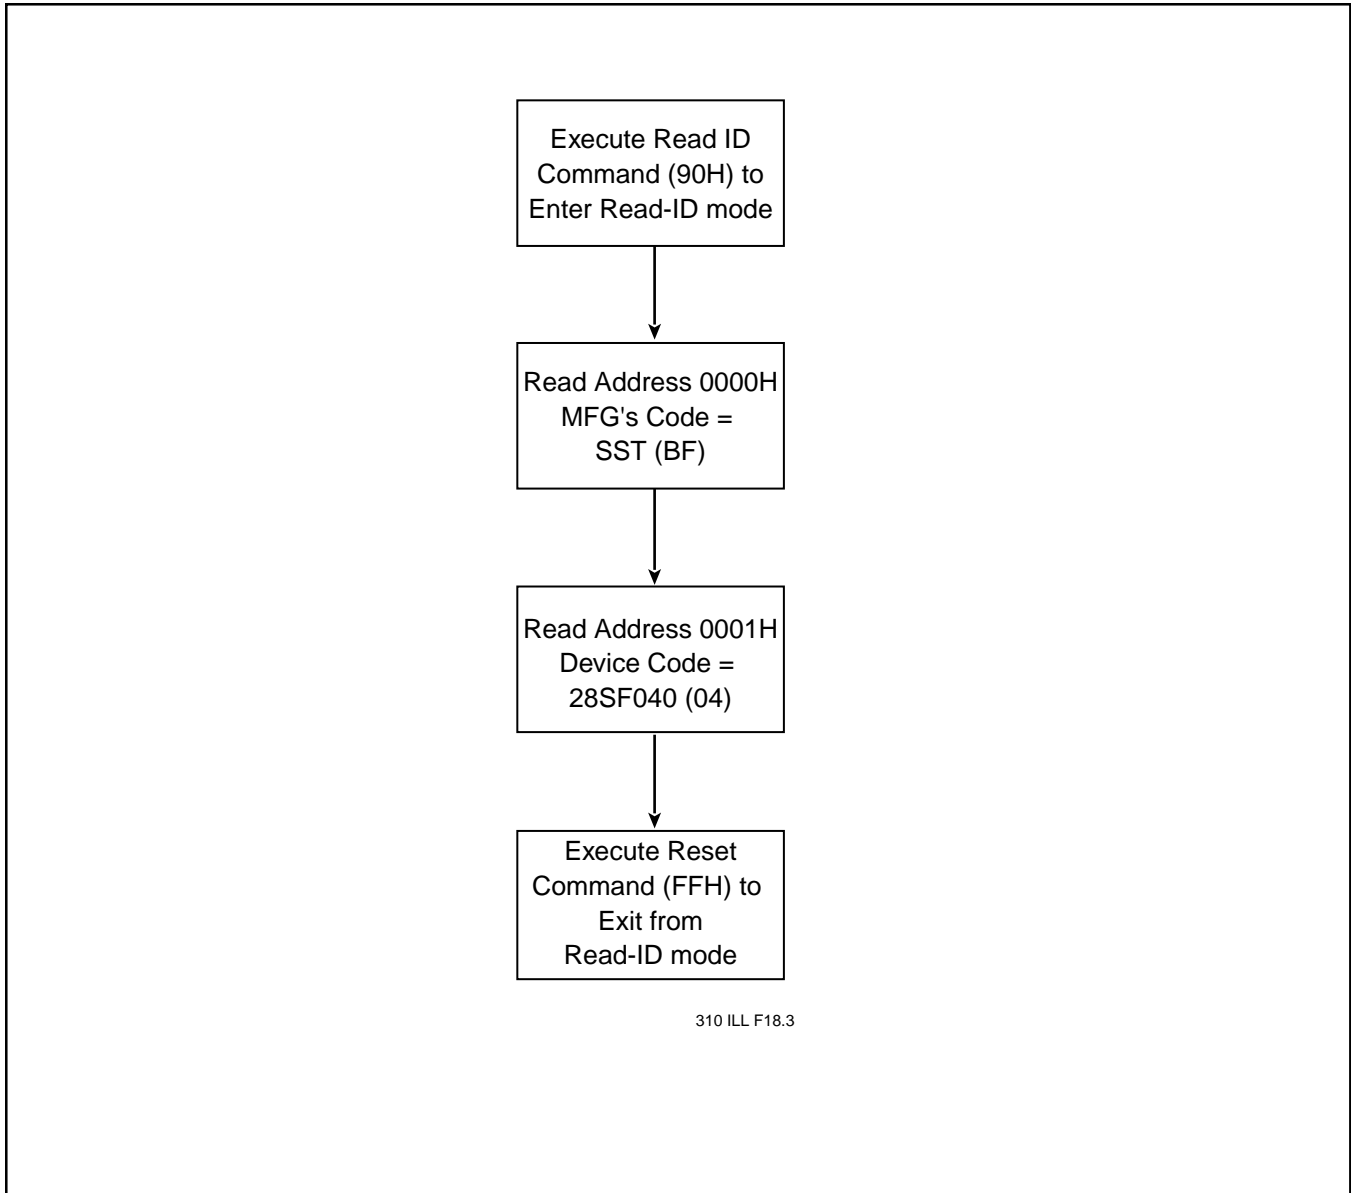 Execute Read ID
Command (90H) to
Enter Read-ID mode
Read Address 0000H
MFG's Code =
SST (BF)
Read Address 0001H
Device Code =
28SF040 (04)
Execute Reset
Command (FFH) to
Exit from
Read-ID mode
310 ILL F18.3